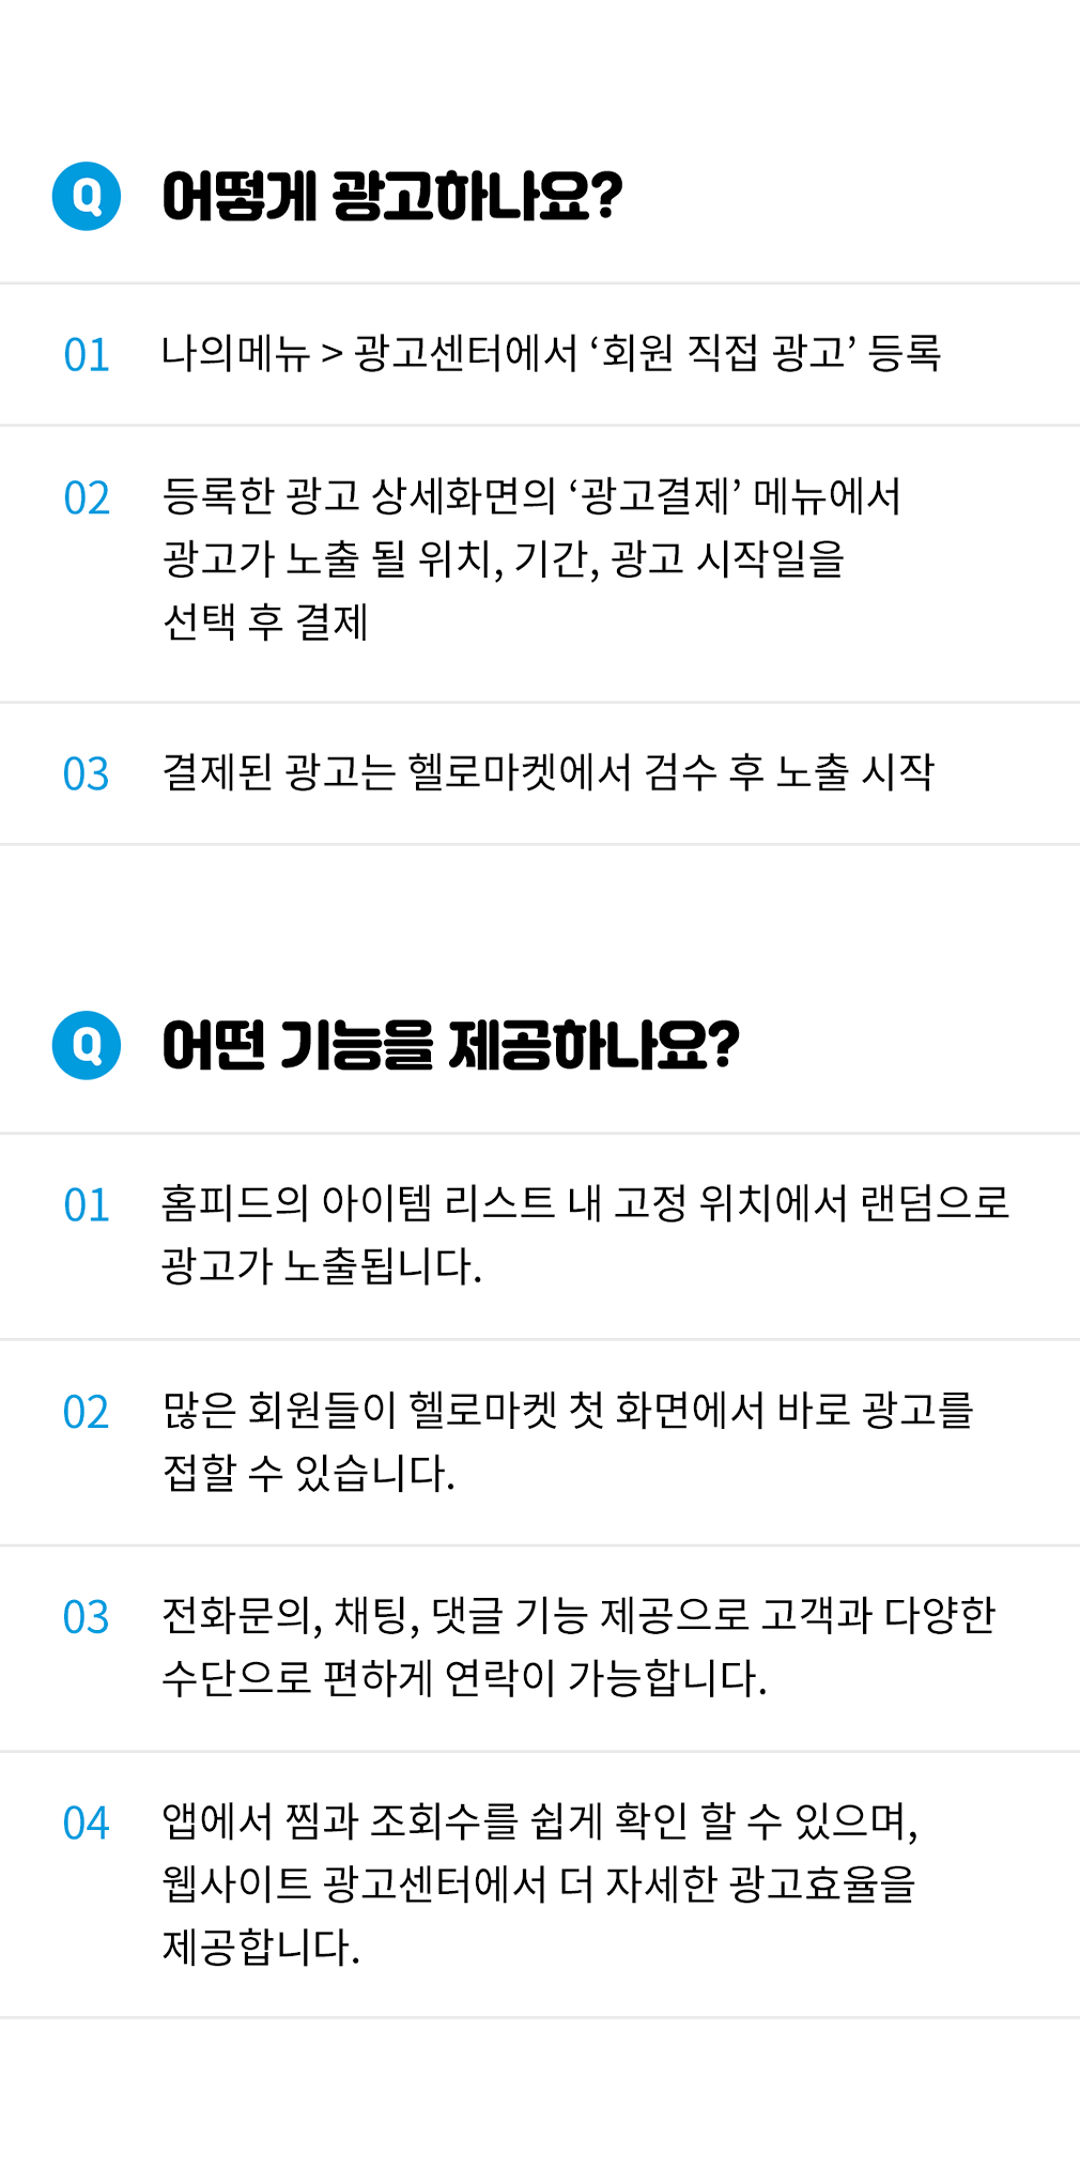 Q 어떻게 광고하나요?
01 나의메뉴 > 광고센터에서 ‘회원 직접 광고’ 등록
02 등록한 광고 상세화면의 ‘광고결제’ 메뉴에서
광고가 노출 될 위치, 기간, 광고 시작일을
선택 후 결제
03 결제된 광고는 헬로마켓에서 검수 후 노출 시작
Q 어떤 기능을 제공하나요?
01 홈피드의 아이템 리스트 내 고정 위치에서 랜덤으로
광고가 노출됩니다.
02 많은 회원들이 헬로마켓 첫 화면에서 바로 광고를
접할 수 있습니다.
03 전화문의, 채팅, 댓글 기능 제공으로 고객과 다양한
수단으로 편하게 연락이 가능합니다.
04 앱에서 찜과 조회수를 쉽게 확인 할 수 있으며,
웹사이트 광고센터에서 더 자세한 광고효율을
제공합니다.